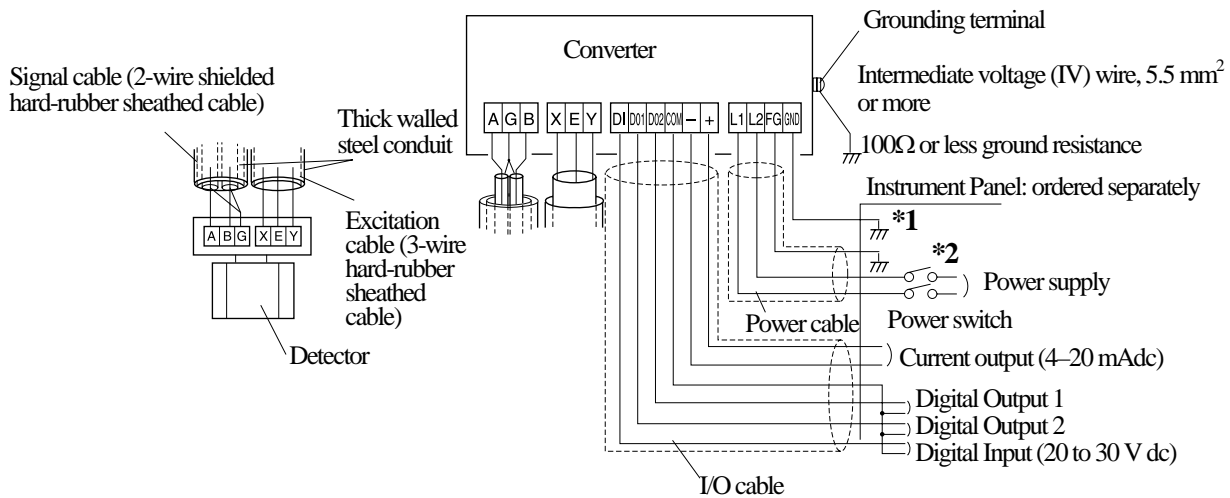 Grounding terminal
Converter
Signal cable (2-wire shielded
hard-rubber sheathed cable)
Intermediate voltage (IV) wire, 5.5 mm²
or more
A G B X E Y DI DO1 DO2 COM − + L1 L2 FG GND
Thick walled
steel conduit
100Ω or less ground resistance
Instrument Panel: ordered separately
*1
Excitation
cable (3-wire
hard-rubber
sheathed
cable)
A B G X E Y
*2
Power supply
Power cable
Power switch
Detector
Current output (4–20 mAdc)
Digital Output 1
Digital Output 2
Digital Input (20 to 30 V dc)
I/O cable